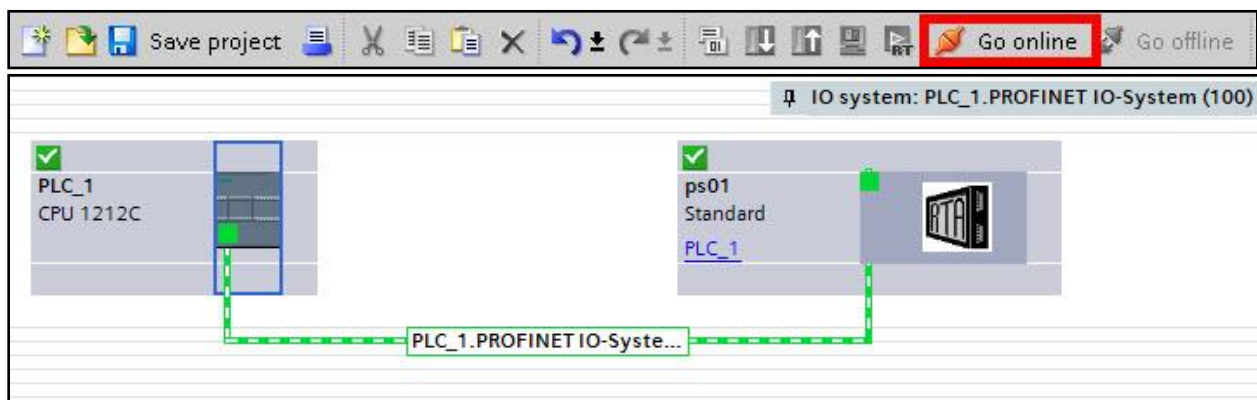 Save project Go online Go offline
IO system: PLC_1.PROFINET IO-System (100)
PLC_1
CPU 1212C
ps01
Standard
PLC_1
RTA
PLC_1.PROFINET IO-Syste...